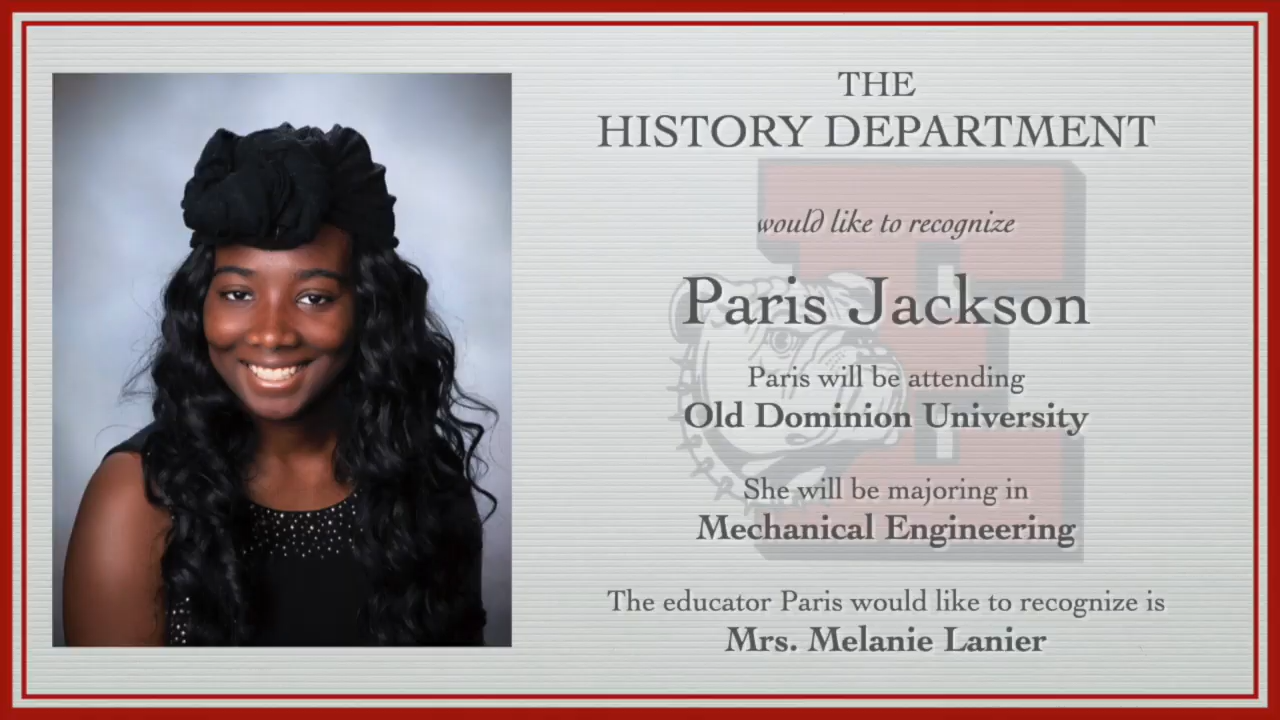 THE
HISTORY DEPARTMENT
would like to recognize
Paris Jackson
Paris will be attending
Old Dominion University
She will be majoring in
Mechanical Engineering
The educator Paris would like to recognize is
Mrs. Melanie Lanier